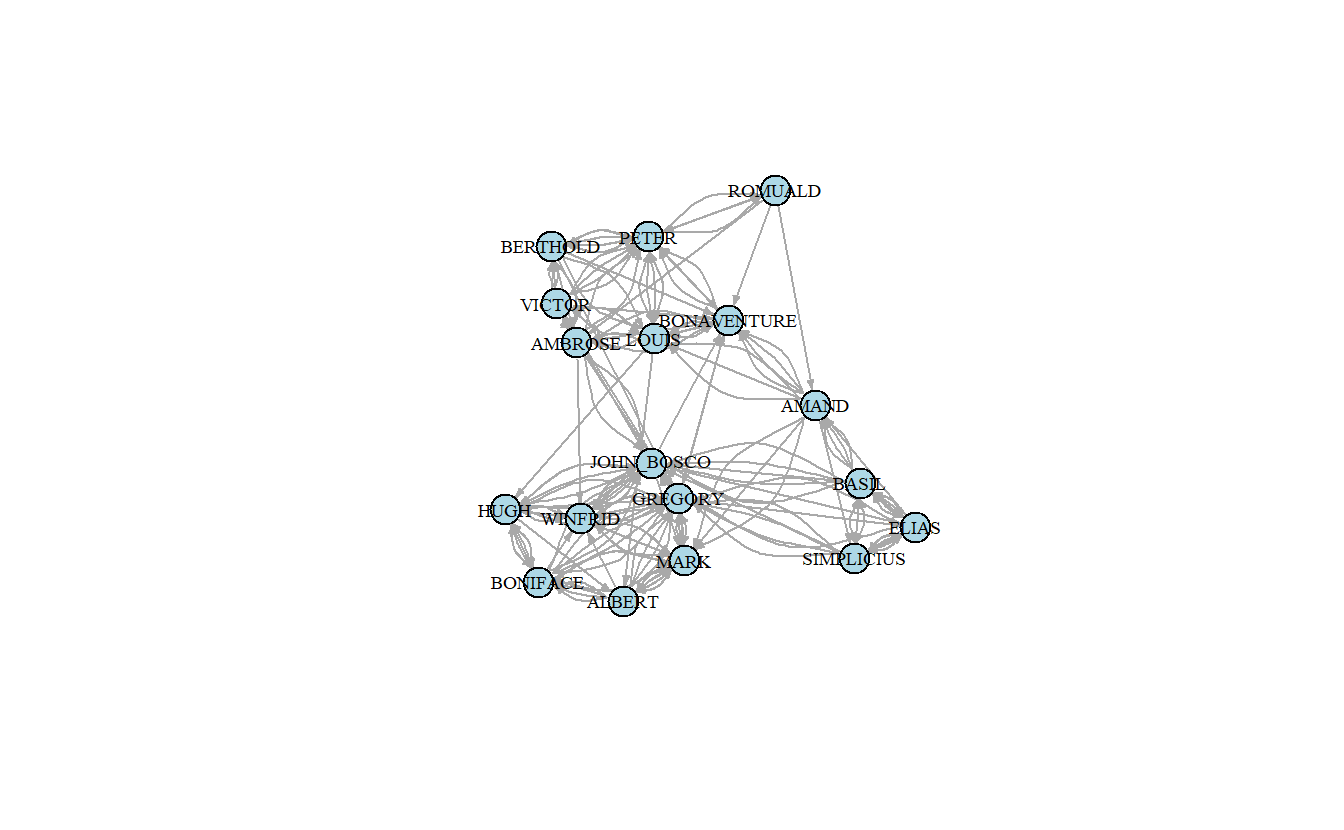 ROMUALD
PETER
BERTHOLD
VICTOR
BONAVENTURE
AMBROSE
LOUIS
AMAND
JOHN_BOSCO
BASIL
GREGORY
HUGH
WINFRID
ELIAS
SIMPLICIUS
MARK
BONIFACE
ALBERT